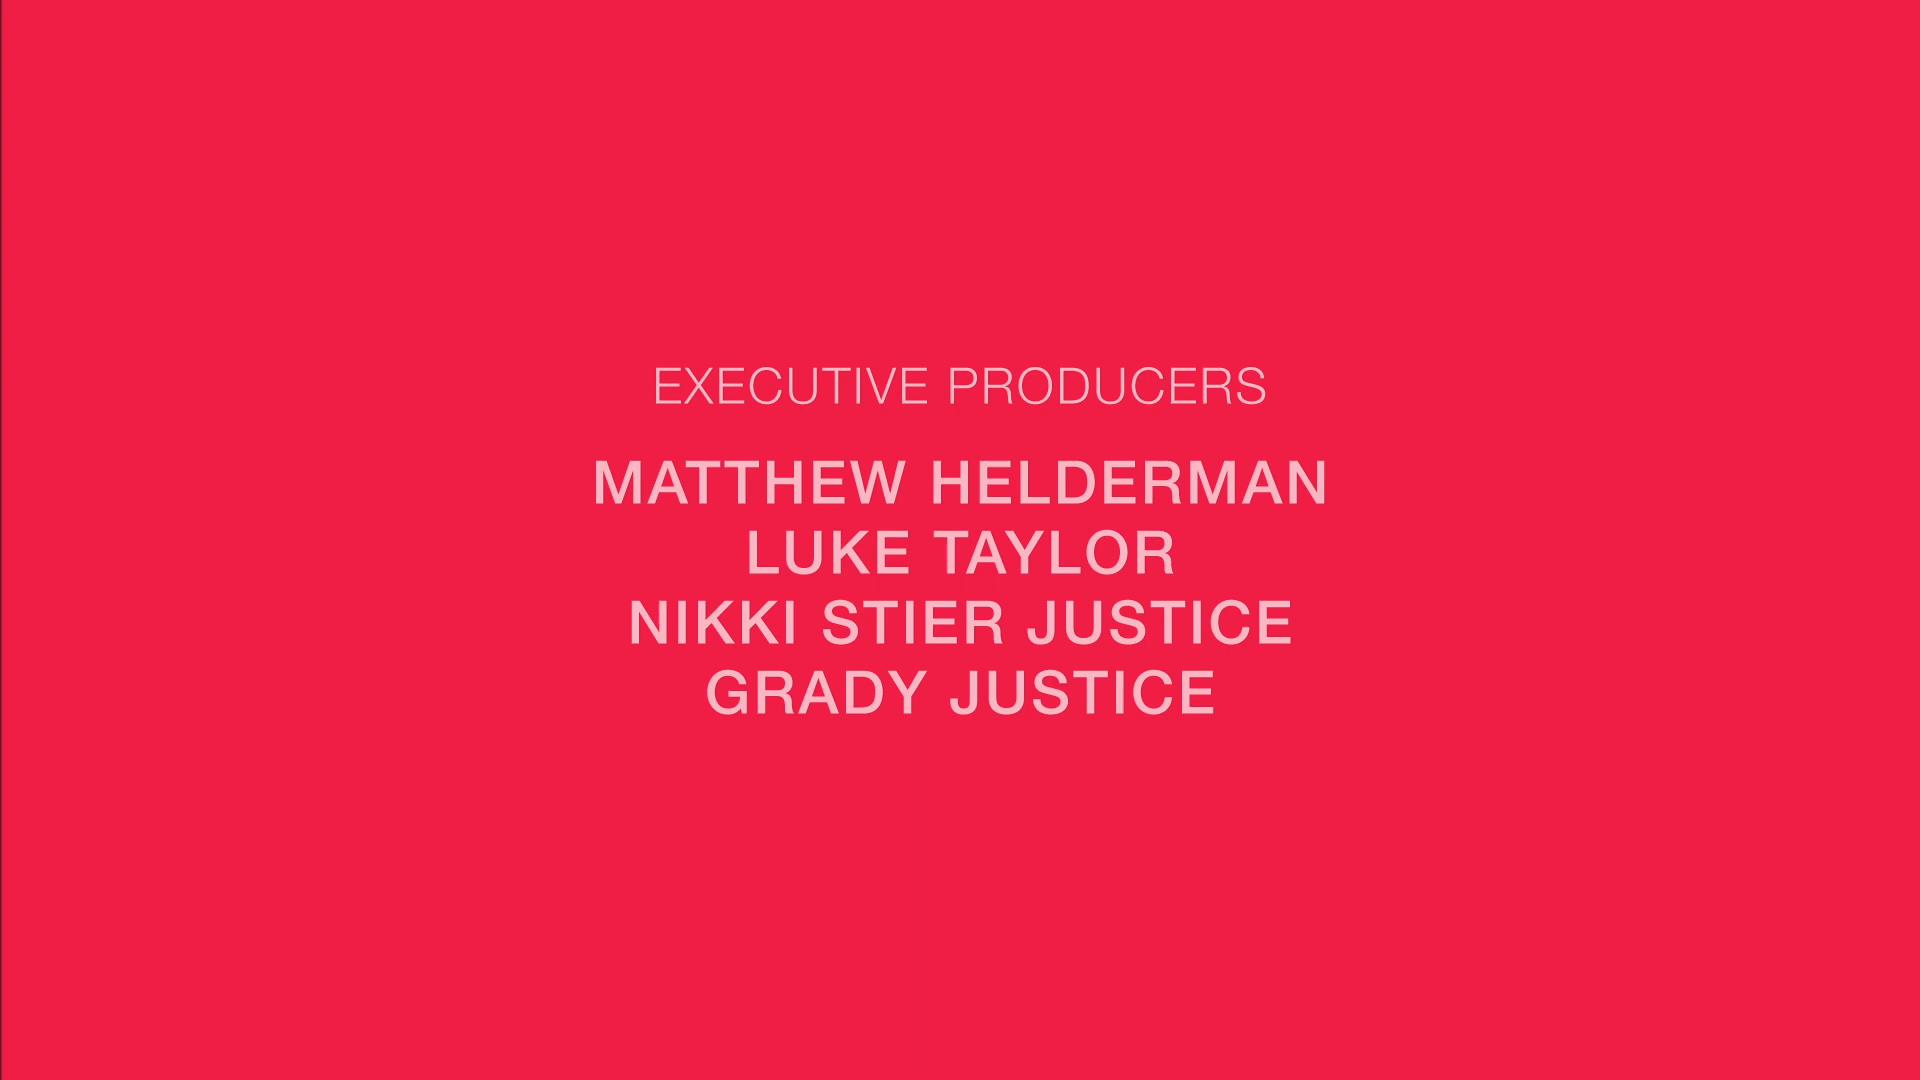 EXECUTIVE PRODUCERS
MATTHEW HELDERMAN
LUKE TAYLOR
NIKKI STIER JUSTICE
GRADY JUSTICE